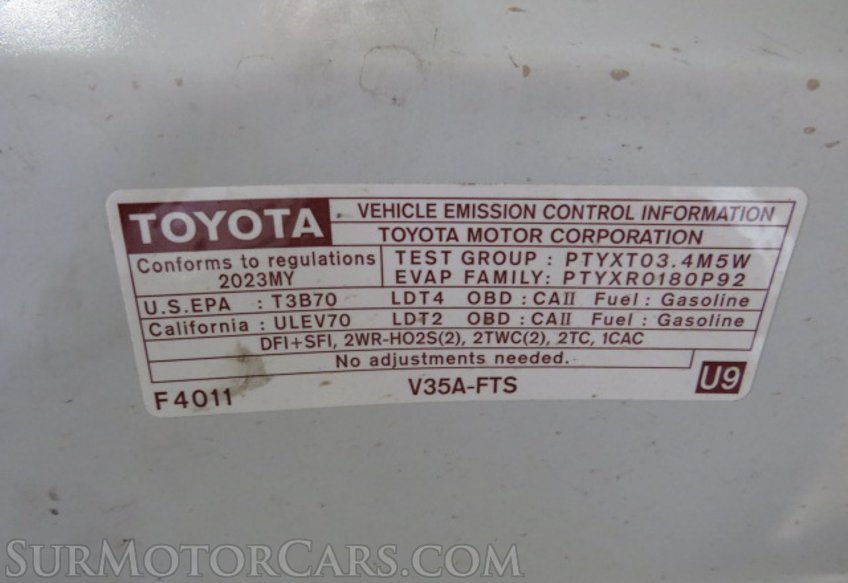 TOYOTA VEHICLE EMISSION CONTROL INFORMATION
TOYOTA MOTOR CORPORATION
Conforms to regulations
2023MY
TEST GROUP : PTYXT03.4M5W
EVAP FAMILY: PTYXR0180P92
U.S.EPA : T3B70 LDT4 OBD : CAII Fuel : Gasoline
California : ULEV70 LDT2 OBD : CAII Fuel : Gasoline
DFI+SFI, 2WR-HO2S(2), 2TWC(2), 2TC, 1CAC
No adjustments needed.
F4011 V35A-FTS U9
SURMOTORCARS.COM